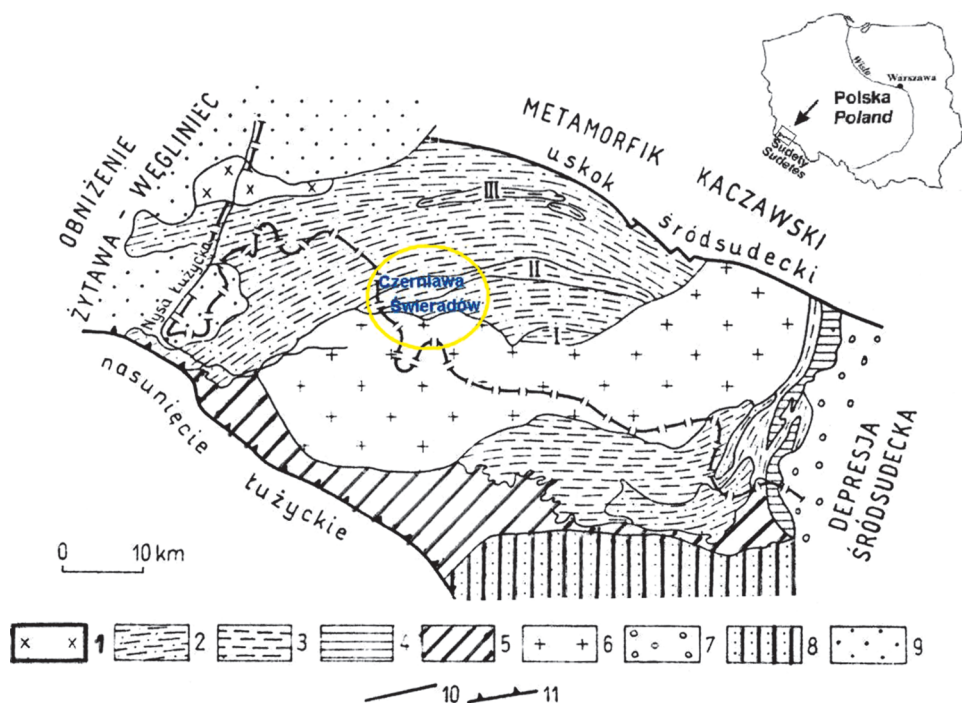 Wisła
Warszawa
Polska
Poland
Sudety
Sudetes
OBNIŻENIE
ŻYTAWA - WĘGLINIEC
METAMORFIK KACZAWSKI
uskok śródsudecki
III
II
I
Czerniawa
Świeradów
Nysa Łużycka
nasunięcie łużyckie
DEPRESJA
ŚRÓDSUDECKA
0 10 km
1 2 3 4 5 6 7 8 9
10 11